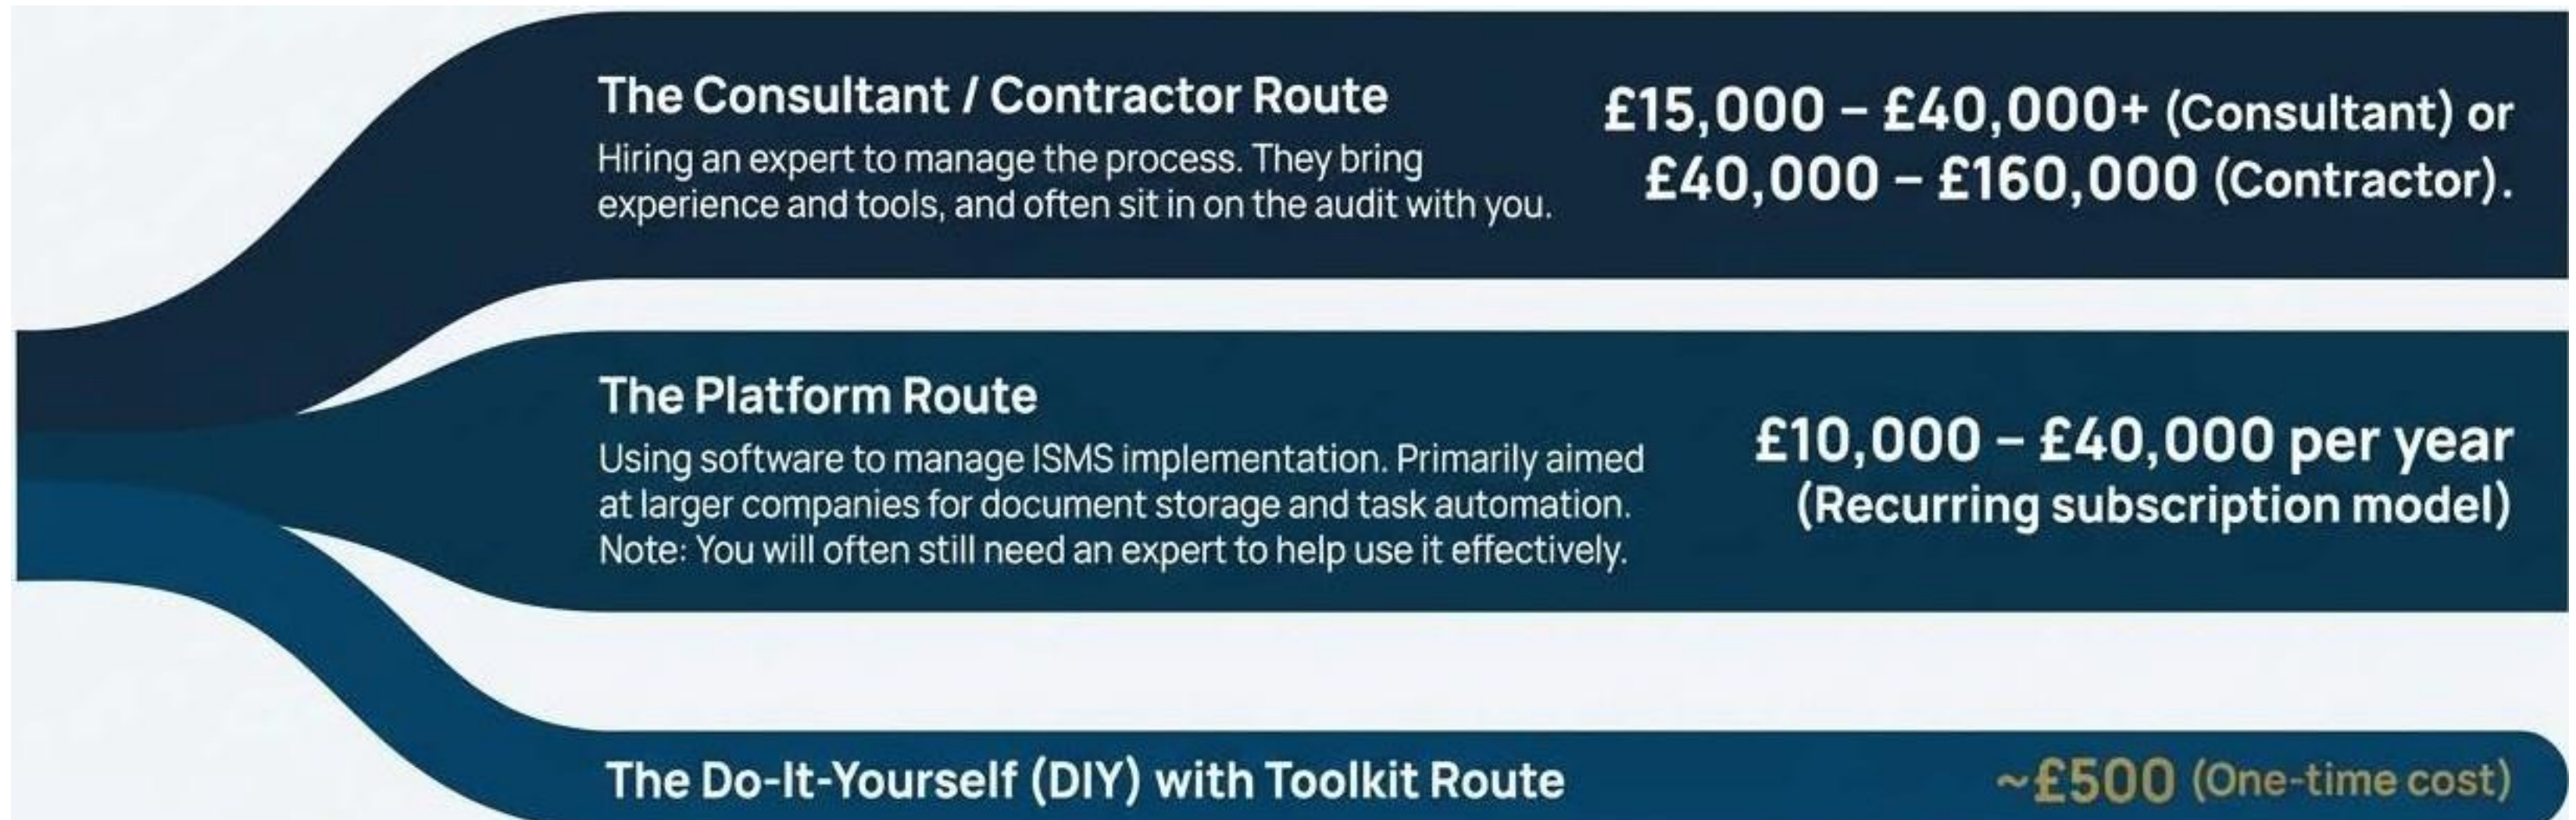 The Consultant / Contractor Route
Hiring an expert to manage the process. They bring
experience and tools, and often sit in on the audit with you.
£15,000 – £40,000+ (Consultant) or
£40,000 – £160,000 (Contractor).
The Platform Route
Using software to manage ISMS implementation. Primarily aimed
at larger companies for document storage and task automation.
Note: You will often still need an expert to help use it effectively.
£10,000 – £40,000 per year
(Recurring subscription model)
The Do-It-Yourself (DIY) with Toolkit Route
~£500 (One-time cost)